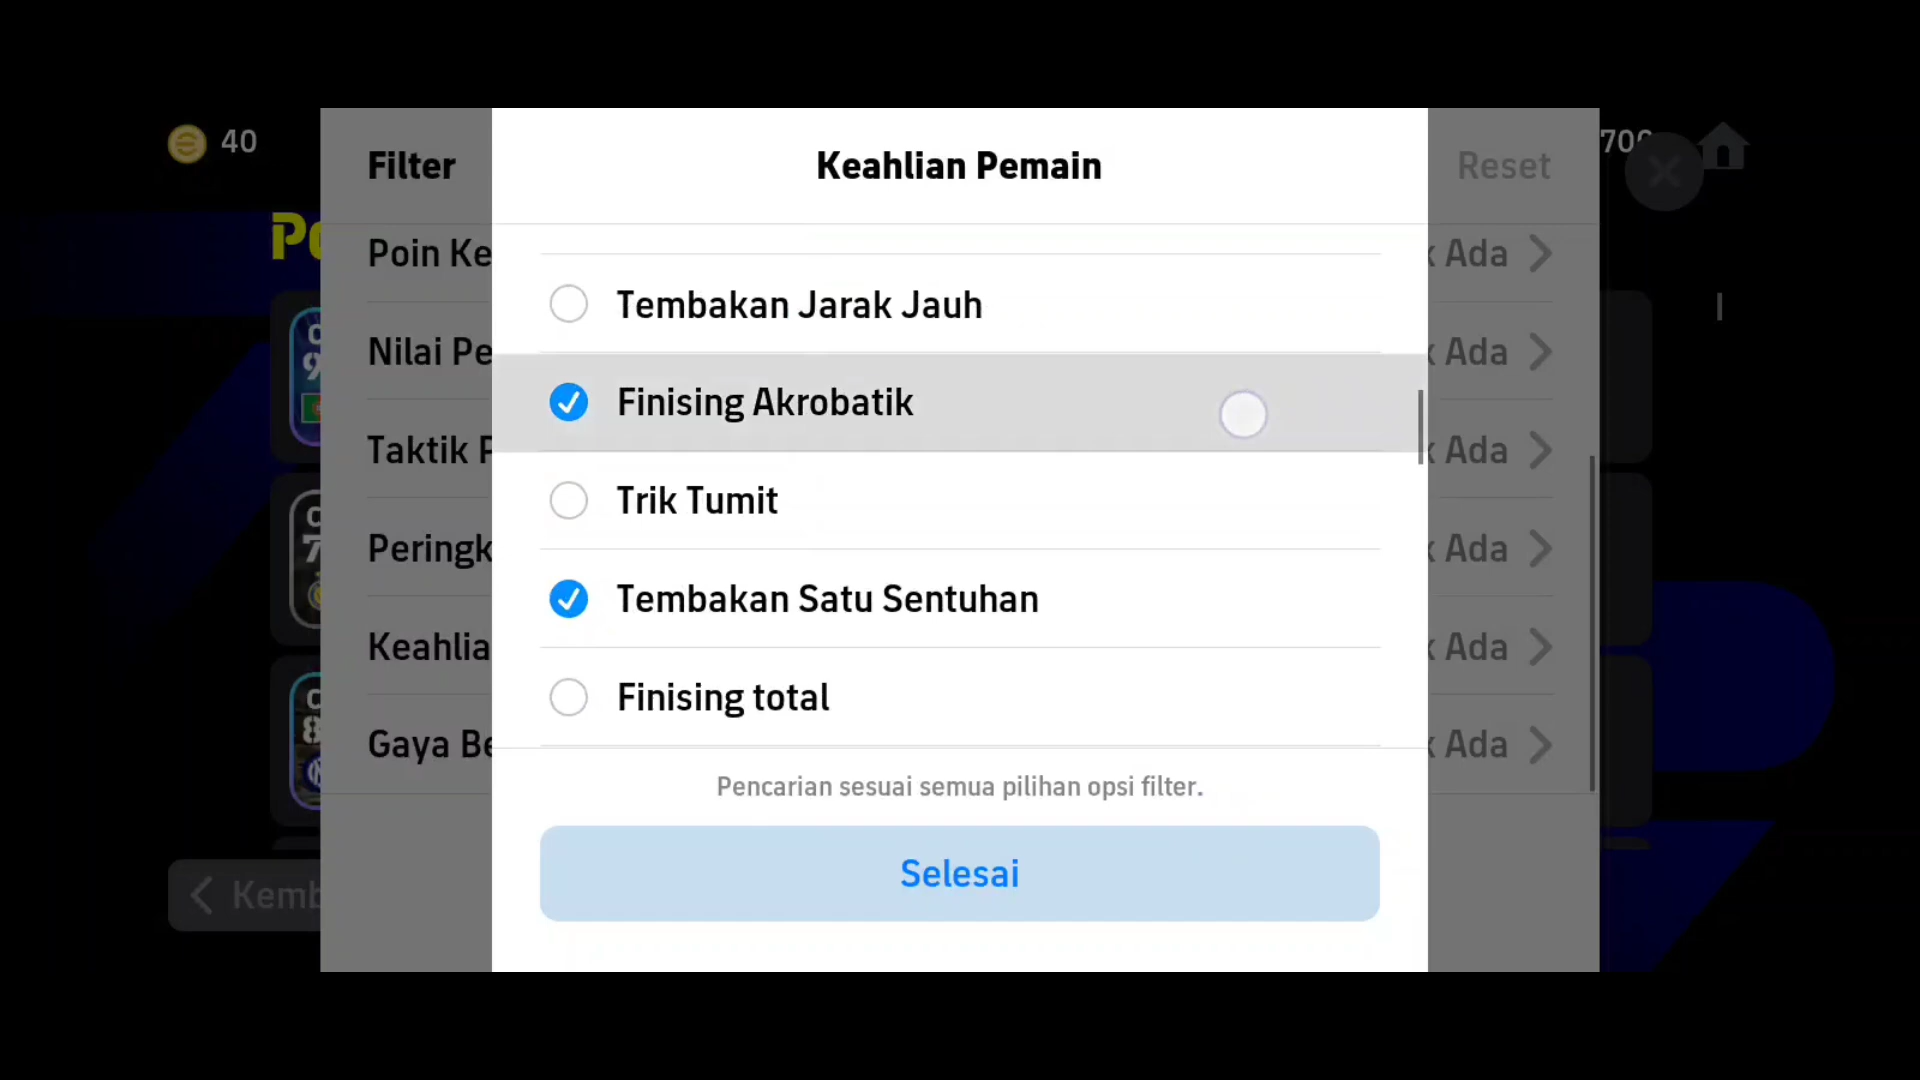 40
700
Filter
Keahlian Pemain
Reset
Poin Ke
Ada
Tembakan Jarak Jauh
Nilai Pe
Ada
Finising Akrobatik
Taktik P
Ada
Trik Tumit
Peringk
Ada
Tembakan Satu Sentuhan
Keahlia
Ada
Finising total
Gaya Be
Ada
Pencarian sesuai semua pilihan opsi filter.
Selesai
Kemb